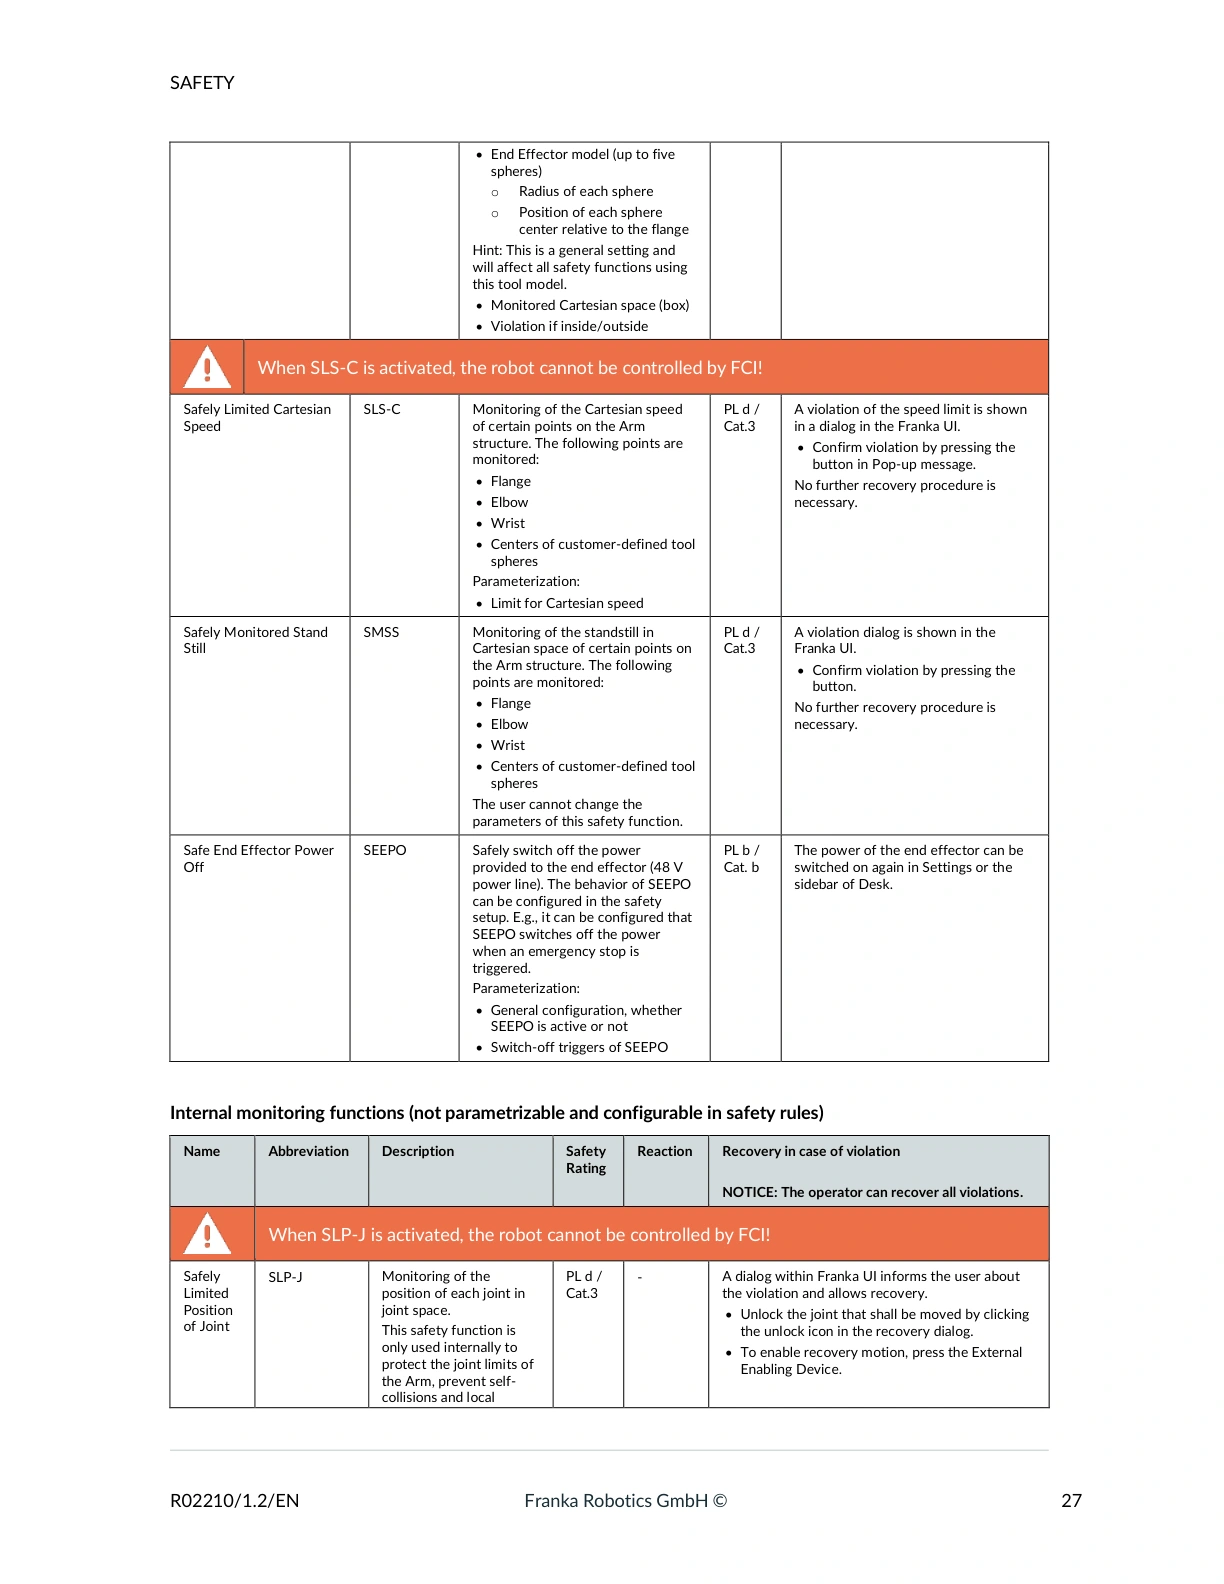 SAFETY
• End Effector model (up to five
spheres)
○ Radius of each sphere
○ Position of each sphere
center relative to the flange
Hint: This is a general setting and
will affect all safety functions using
this tool model.
• Monitored Cartesian space (box)
• Violation if inside/outside
When SLS-C is activated, the robot cannot be controlled by FCI!
Safely Limited Cartesian
Speed
SLS-C
Monitoring of the Cartesian speed
of certain points on the Arm
structure. The following points are
monitored:
• Flange
• Elbow
• Wrist
• Centers of customer-defined tool
spheres
Parameterization:
• Limit for Cartesian speed
PL d /
Cat.3
A violation of the speed limit is shown
in a dialog in the Franka UI.
• Confirm violation by pressing the
button in Pop-up message.
No further recovery procedure is
necessary.
Safely Monitored Stand
Still
SMSS
Monitoring of the standstill in
Cartesian space of certain points on
the Arm structure. The following
points are monitored:
• Flange
• Elbow
• Wrist
• Centers of customer-defined tool
spheres
The user cannot change the
parameters of this safety function.
PL d /
Cat.3
A violation dialog is shown in the
Franka UI.
• Confirm violation by pressing the
button.
No further recovery procedure is
necessary.
Safe End Effector Power
Off
SEEPO
Safely switch off the power
provided to the end effector (48 V
power line). The behavior of SEEPO
can be configured in the safety
setup. E.g., it can be configured that
SEEPO switches off the power
when an emergency stop is
triggered.
Parameterization:
• General configuration, whether
SEEPO is active or not
• Switch-off triggers of SEEPO
PL b /
Cat. b
The power of the end effector can be
switched on again in Settings or the
sidebar of Desk.
Internal monitoring functions (not parametrizable and configurable in safety rules)
Name
Abbreviation
Description
Safety
Rating
Reaction
Recovery in case of violation
NOTICE: The operator can recover all violations.
When SLP-J is activated, the robot cannot be controlled by FCI!
Safely
Limited
Position
of Joint
SLP-J
Monitoring of the
position of each joint in
joint space.
This safety function is
only used internally to
protect the joint limits of
the Arm, prevent self-
collisions and local
PL d /
Cat.3
-
A dialog within Franka UI informs the user about
the violation and allows recovery.
• Unlock the joint that shall be moved by clicking
the unlock icon in the recovery dialog.
• To enable recovery motion, press the External
Enabling Device.
R02210/1.2/EN
Franka Robotics GmbH ©
27